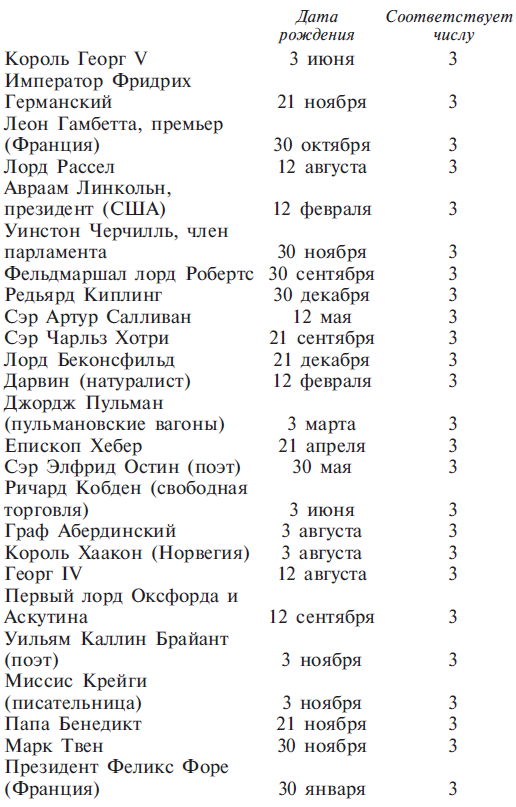 Дата Соответствует
рождения числу
Король Георг V 3 июня 3
Император Фридрих
Германский 21 ноября 3
Леон Гамбетта, премьер
(Франция) 30 октября 3
Лорд Рассел 12 августа 3
Авраам Линкольн,
президент (США) 12 февраля 3
Уинстон Черчилль, член
парламента 30 ноября 3
Фельдмаршал лорд Робертс 30 сентября 3
Редьярд Киплинг 30 декабря 3
Сэр Артур Салливан 12 мая 3
Сэр Чарльз Хотри 21 сентября 3
Лорд Беконсфильд 21 декабря 3
Дарвин (натуралист) 12 февраля 3
Джордж Пульман
(пульмановские вагоны) 3 марта 3
Епископ Хебер 21 апреля 3
Сэр Элфрид Остин (поэт) 30 мая 3
Ричард Кобден (свободная
торговля) 3 июня 3
Граф Абердинский 3 августа 3
Король Хаакон (Норвегия) 3 августа 3
Георг IV 12 августа 3
Первый лорд Оксфорда и
Аскутина 12 сентября 3
Уильям Каллин Брайант
(поэт) 3 ноября 3
Миссис Крейги
(писательница) 3 ноября 3
Папа Бенедикт 21 ноября 3
Марк Твен 30 ноября 3
Президент Феликс Форе
(Франция) 30 января 3